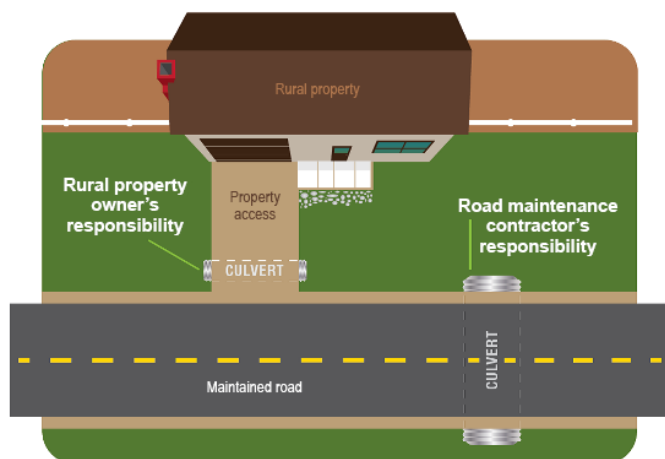 Rural property
Rural property
owner's
responsibility
Property
access
Road maintenance
contractor's
responsibility
CULVERT
CULVERT
Maintained road